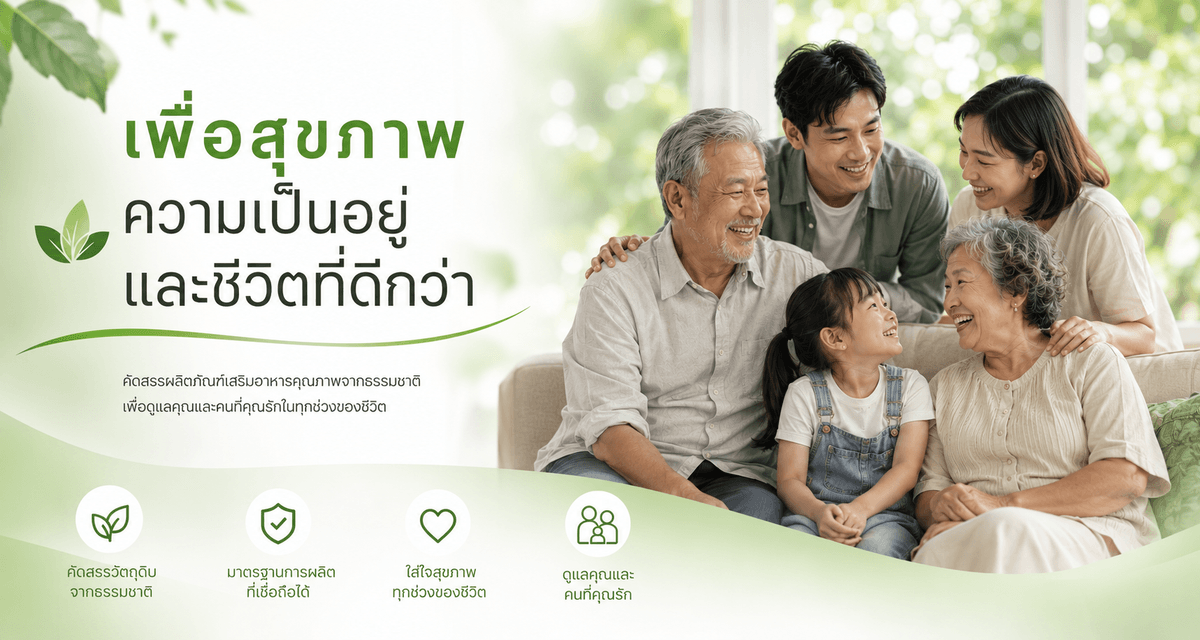 เพื่อสุขภาพ
ความเป็นอยู่
และชีวิตที่ดีกว่า
คัดสรรผลิตภัณฑ์เสริมอาหารคุณภาพจากธรรมชาติ
เพื่อดูแลคุณและคนที่คุณรักในทุกช่วงของชีวิต
คัดสรรวัตถุดิบ
จากธรรมชาติ
มาตรฐานการผลิต
ที่เชื่อถือได้
ใส่ใจสุขภาพ
ทุกช่วงของชีวิต
ดูแลคุณและ
คนที่คุณรัก